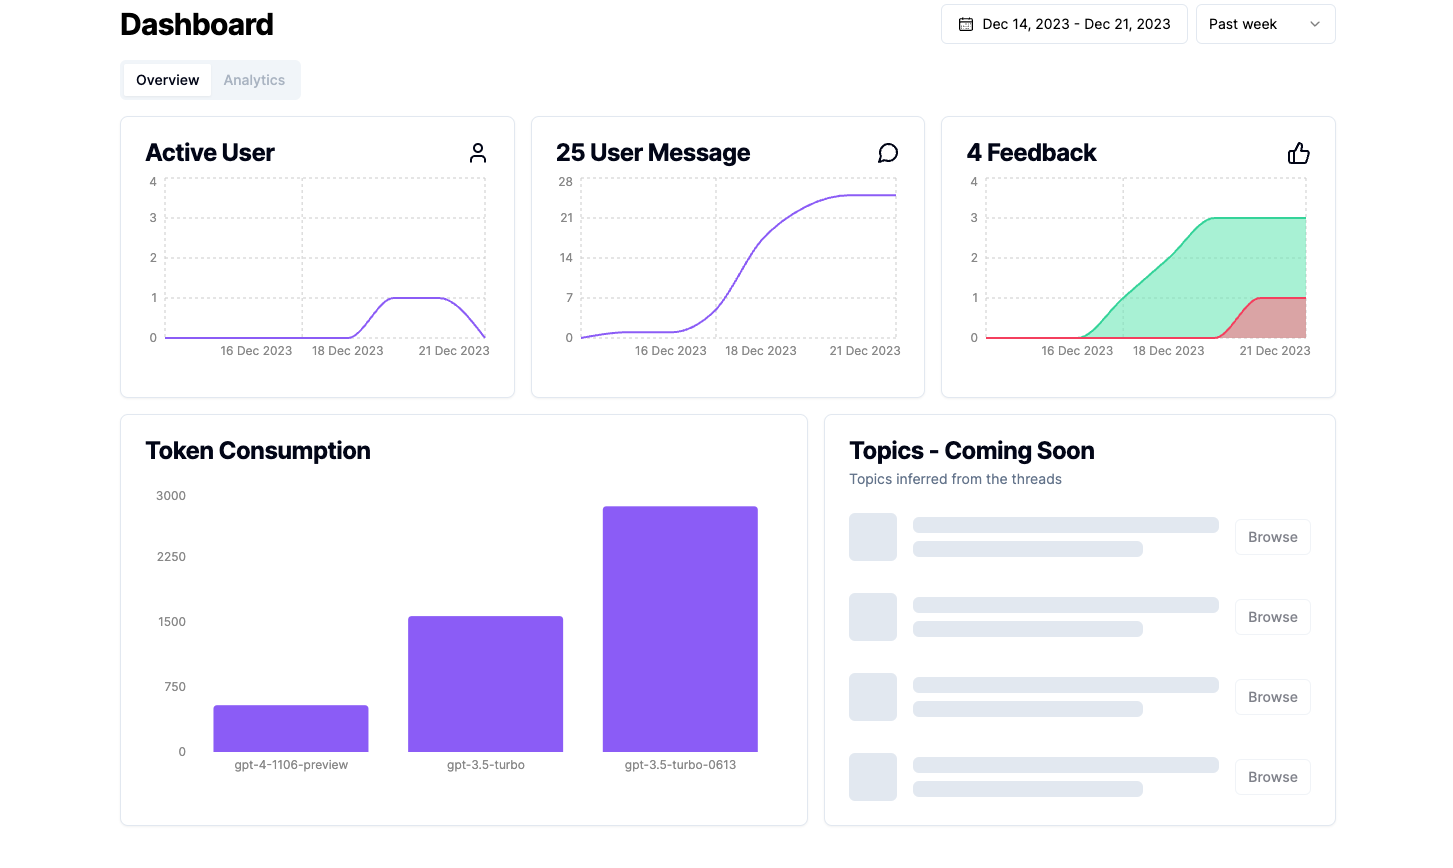 Dashboard
Dec 14, 2023 - Dec 21, 2023
Past week
Overview
Analytics
Active User
4
3
2
1
0
16 Dec 2023
18 Dec 2023
21 Dec 2023
25 User Message
28
21
14
7
0
16 Dec 2023
18 Dec 2023
21 Dec 2023
4 Feedback
4
3
2
1
0
16 Dec 2023
18 Dec 2023
21 Dec 2023
Token Consumption
3000
2250
1500
750
0
gpt-4-1106-preview
gpt-3.5-turbo
gpt-3.5-turbo-0613
Topics - Coming Soon
Topics inferred from the threads
Browse
Browse
Browse
Browse